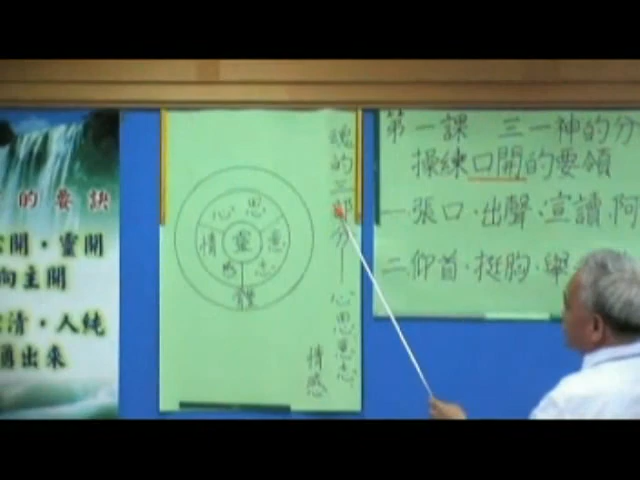 的要訣
開・靈開
向主開
清・人純
湧出來
心思
情 靈 意
感 志
體
魂的三部分—心思意志
情感
第一課 三一神的分
操練口開的要領
一張口・出聲・宣讀・阿
二仰首・挺胸・舉